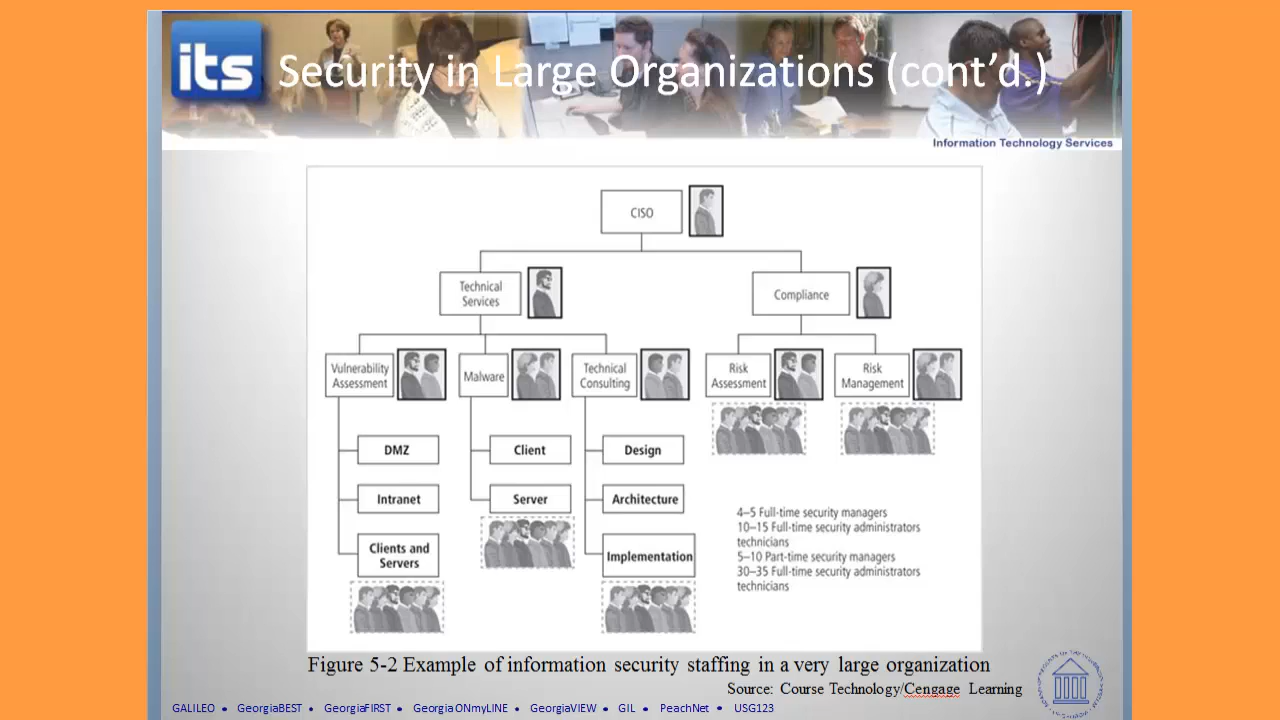 its
Security in Large Organizations (cont’d.)
Information Technology Services
CISO
Technical
Services
Compliance
Vulnerability
Assessment
Malware
Technical
Consulting
Risk
Assessment
Risk
Management
DMZ
Client
Design
Intranet
Server
Architecture
Clients and
Servers
Implementation
4–5 Full-time security managers
10–15 Full-time security administrators
technicians
5–10 Part-time security managers
30–35 Full-time security administrators
technicians
Figure 5-2 Example of information security staffing in a very large organization
Source: Course Technology/Cengage Learning
GALILEO • GeorgiaBEST • GeorgiaFIRST • Georgia ONmyLINE • GeorgiaVIEW • GIL • PeachNet • USG123